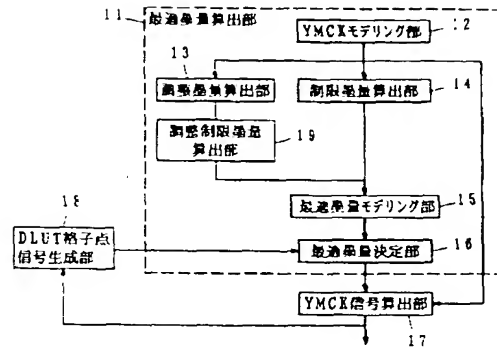 11
最適墨量算出部
YMCKモデリング部
12
13
調整墨量算出部
制限墨量算出部
14
調整制限墨量
算出部
19
最適墨量モデリング部
15
18
DLUT格子点
信号生成部
最適墨量決定部
16
YMCK信号算出部
17